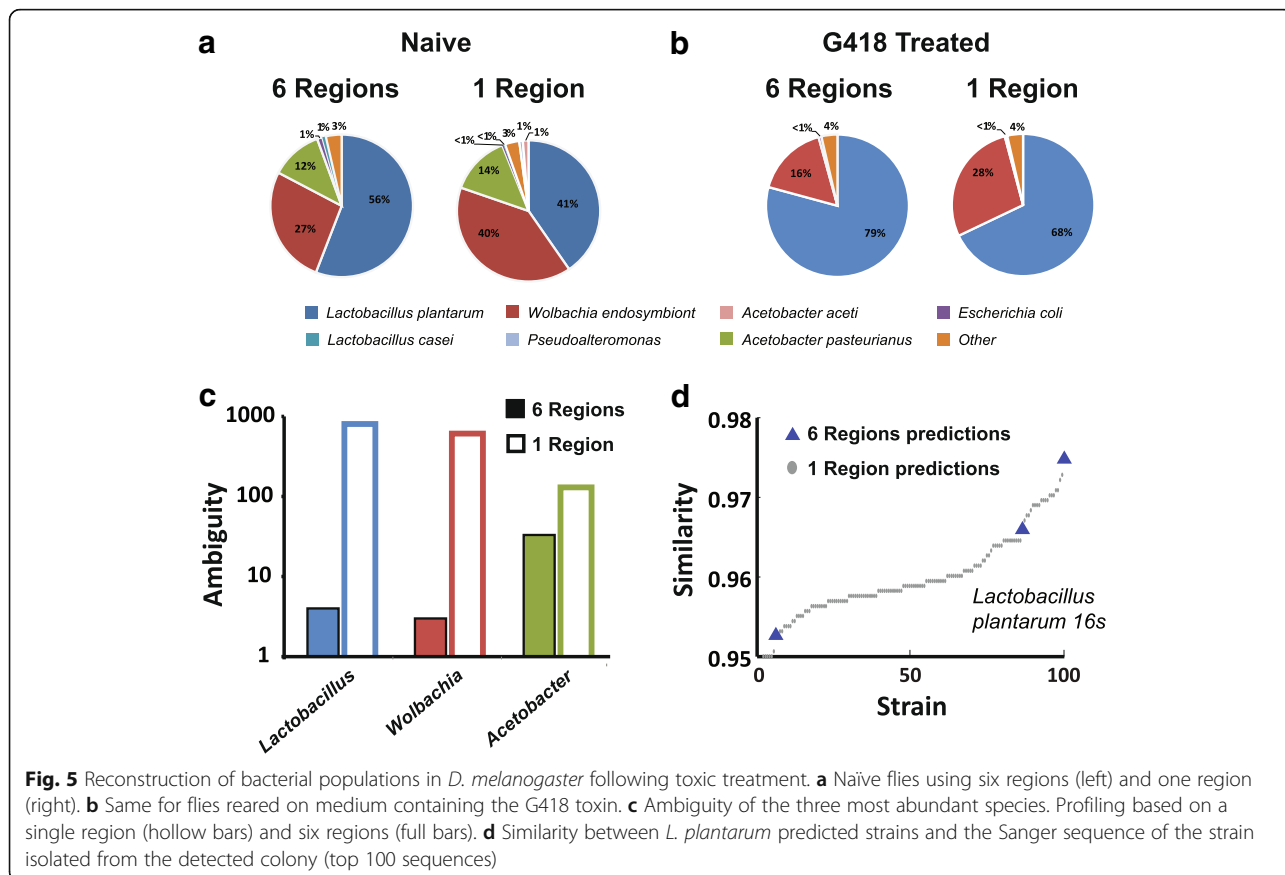 a Naive
b G418 Treated
6 Regions
1 Region
6 Regions
1 Region
1% 1% 3%
12%
56%
27%
<1% <1% 3% 1% 1%
14%
41%
40%
<1% 4%
16%
79%
<1% 4%
28%
68%
Lactobacillus plantarum
Wolbachia endosymbiont
Acetobacter aceti
Escherichia coli
Lactobacillus casei
Pseudoalteromonas
Acetobacter pasteurianus
Other
c
6 Regions
1 Region
Ambiguity
1000
100
10
1
Lactobacillus
Wolbachia
Acetobacter
d
6 Regions predictions
1 Region predictions
Similarity
0.98
0.97
0.96
0.95
Lactobacillus
plantarum 16s
0 50 100
Strain
Fig. 5 Reconstruction of bacterial populations in D. melanogaster following toxic treatment. a Naïve flies using six regions (left) and one region
(right). b Same for flies reared on medium containing the G418 toxin. c Ambiguity of the three most abundant species. Profiling based on a
single region (hollow bars) and six regions (full bars). d Similarity between L. plantarum predicted strains and the Sanger sequence of the strain
isolated from the detected colony (top 100 sequences)